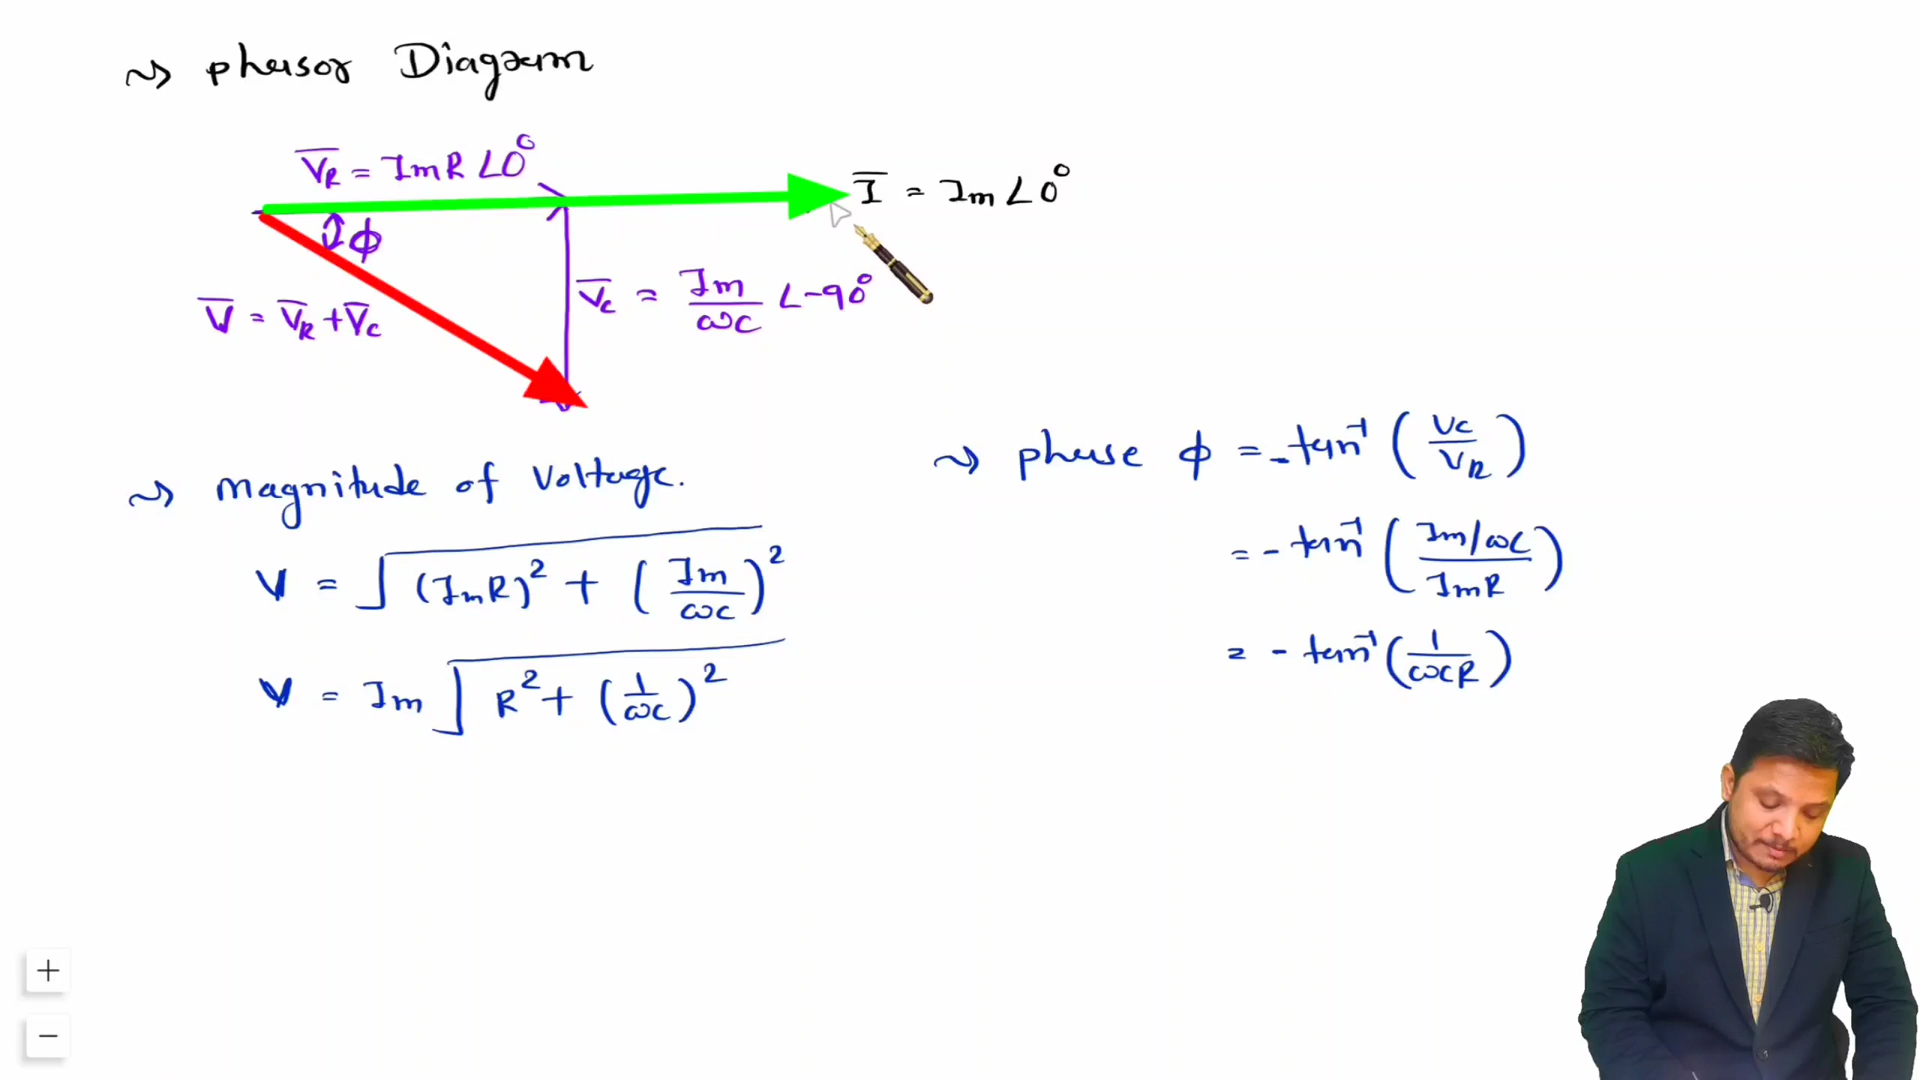 ~> phasor Diagram
V̅R = ImR ∠0°
I̅ = Im ∠0°
ϕ
V̅ = V̅R + V̅C
V̅C = Im/ωC ∠-90°
~> magnitude of Voltage.
V = √((ImR)² + (Im/ωC)²)
V = Im √(R² + (1/ωC)²)
~> phase ϕ = -tan⁻¹ (VC/VR)
= -tan⁻¹ ((Im/ωC)/(ImR))
= -tan⁻¹ (1/(ωCR))
+
−